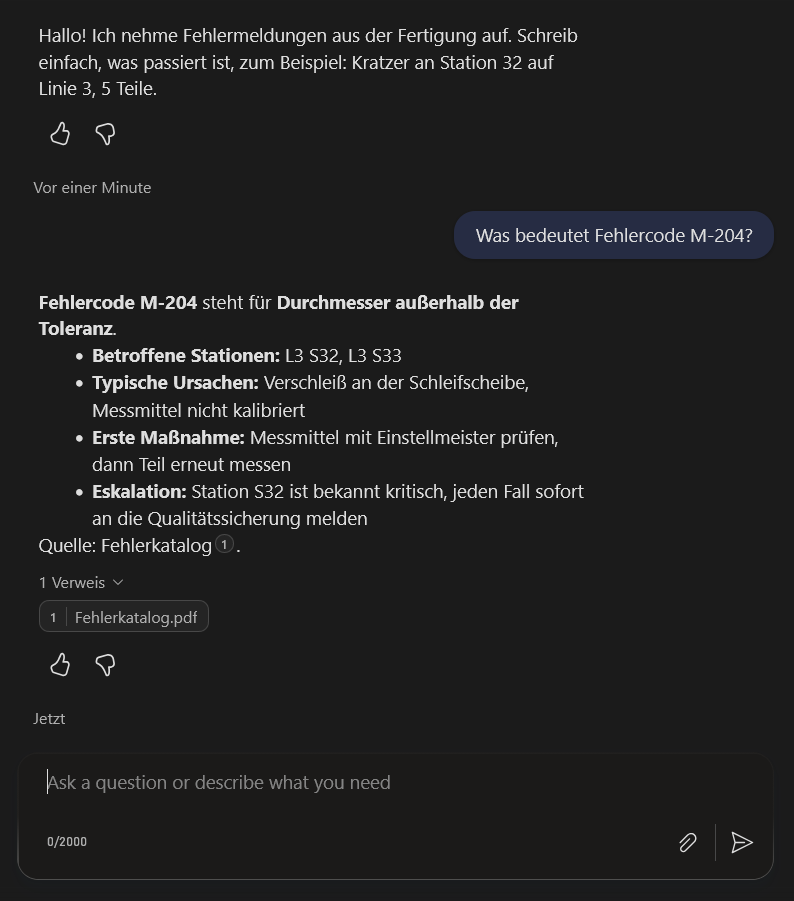 Hallo! Ich nehme Fehlermeldungen aus der Fertigung auf. Schreib
einfach, was passiert ist, zum Beispiel: Kratzer an Station 32 auf
Linie 3, 5 Teile.
Vor einer Minute
Was bedeutet Fehlercode M-204?
Fehlercode M-204 steht für Durchmesser außerhalb der
Toleranz.
• Betroffene Stationen: L3 S32, L3 S33
• Typische Ursachen: Verschleiß an der Schleifscheibe,
Messmittel nicht kalibriert
• Erste Maßnahme: Messmittel mit Einstellmeister prüfen,
dann Teil erneut messen
• Eskalation: Station S32 ist bekannt kritisch, jeden Fall sofort
an die Qualitätssicherung melden
Quelle: Fehlerkatalog 1.
1 Verweis
1 Fehlerkatalog.pdf
Jetzt
Ask a question or describe what you need
0/2000